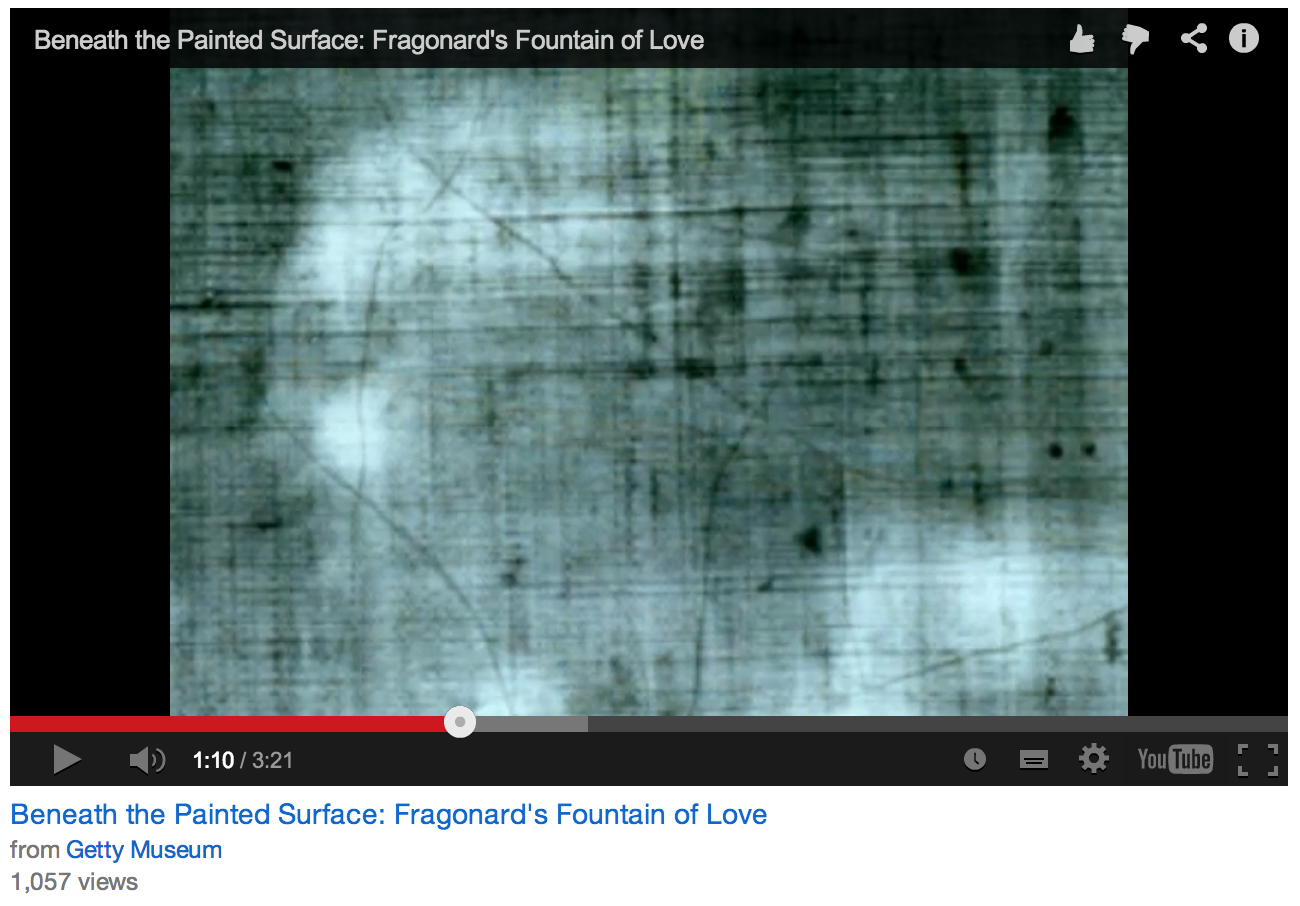 Beneath the Painted Surface: Fragonard's Fountain of Love
1:10 / 3:21
YouTube
Beneath the Painted Surface: Fragonard's Fountain of Love
from Getty Museum
1,057 views